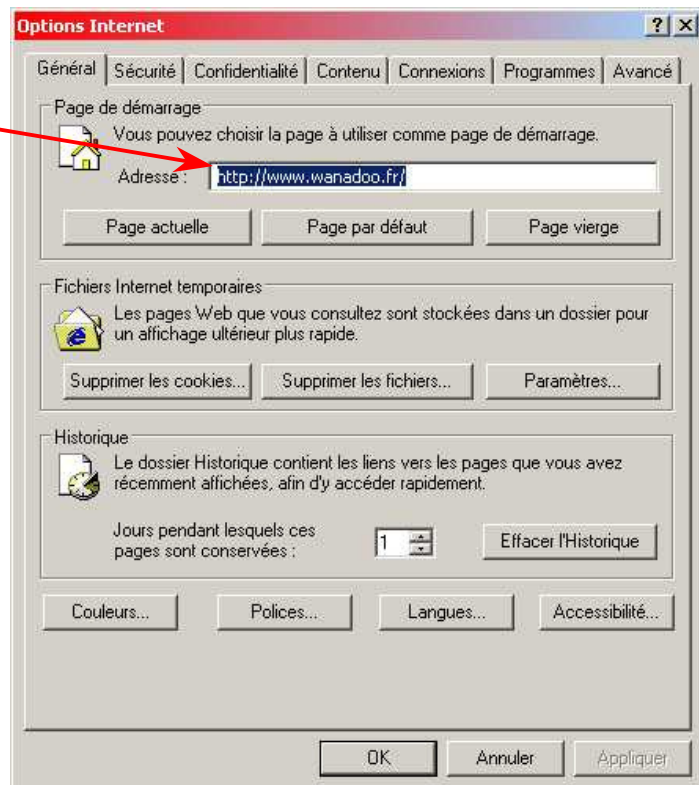 Options Internet
Général Sécurité Confidentialité Contenu Connexions Programmes Avancé
Page de démarrage
Vous pouvez choisir la page à utiliser comme page de démarrage.
Adresse : http://www.wanadoo.fr/
Page actuelle Page par défaut Page vierge
Fichiers Internet temporaires
Les pages Web que vous consultez sont stockées dans un dossier pour
un affichage ultérieur plus rapide.
Supprimer les cookies... Supprimer les fichiers... Paramètres...
Historique
Le dossier Historique contient les liens vers les pages que vous avez
récemment affichées, afin d'y accéder rapidement.
Jours pendant lesquels ces
pages sont conservées : 1 Effacer l'Historique
Couleurs... Polices... Langues... Accessibilité...
OK Annuler Appliquer